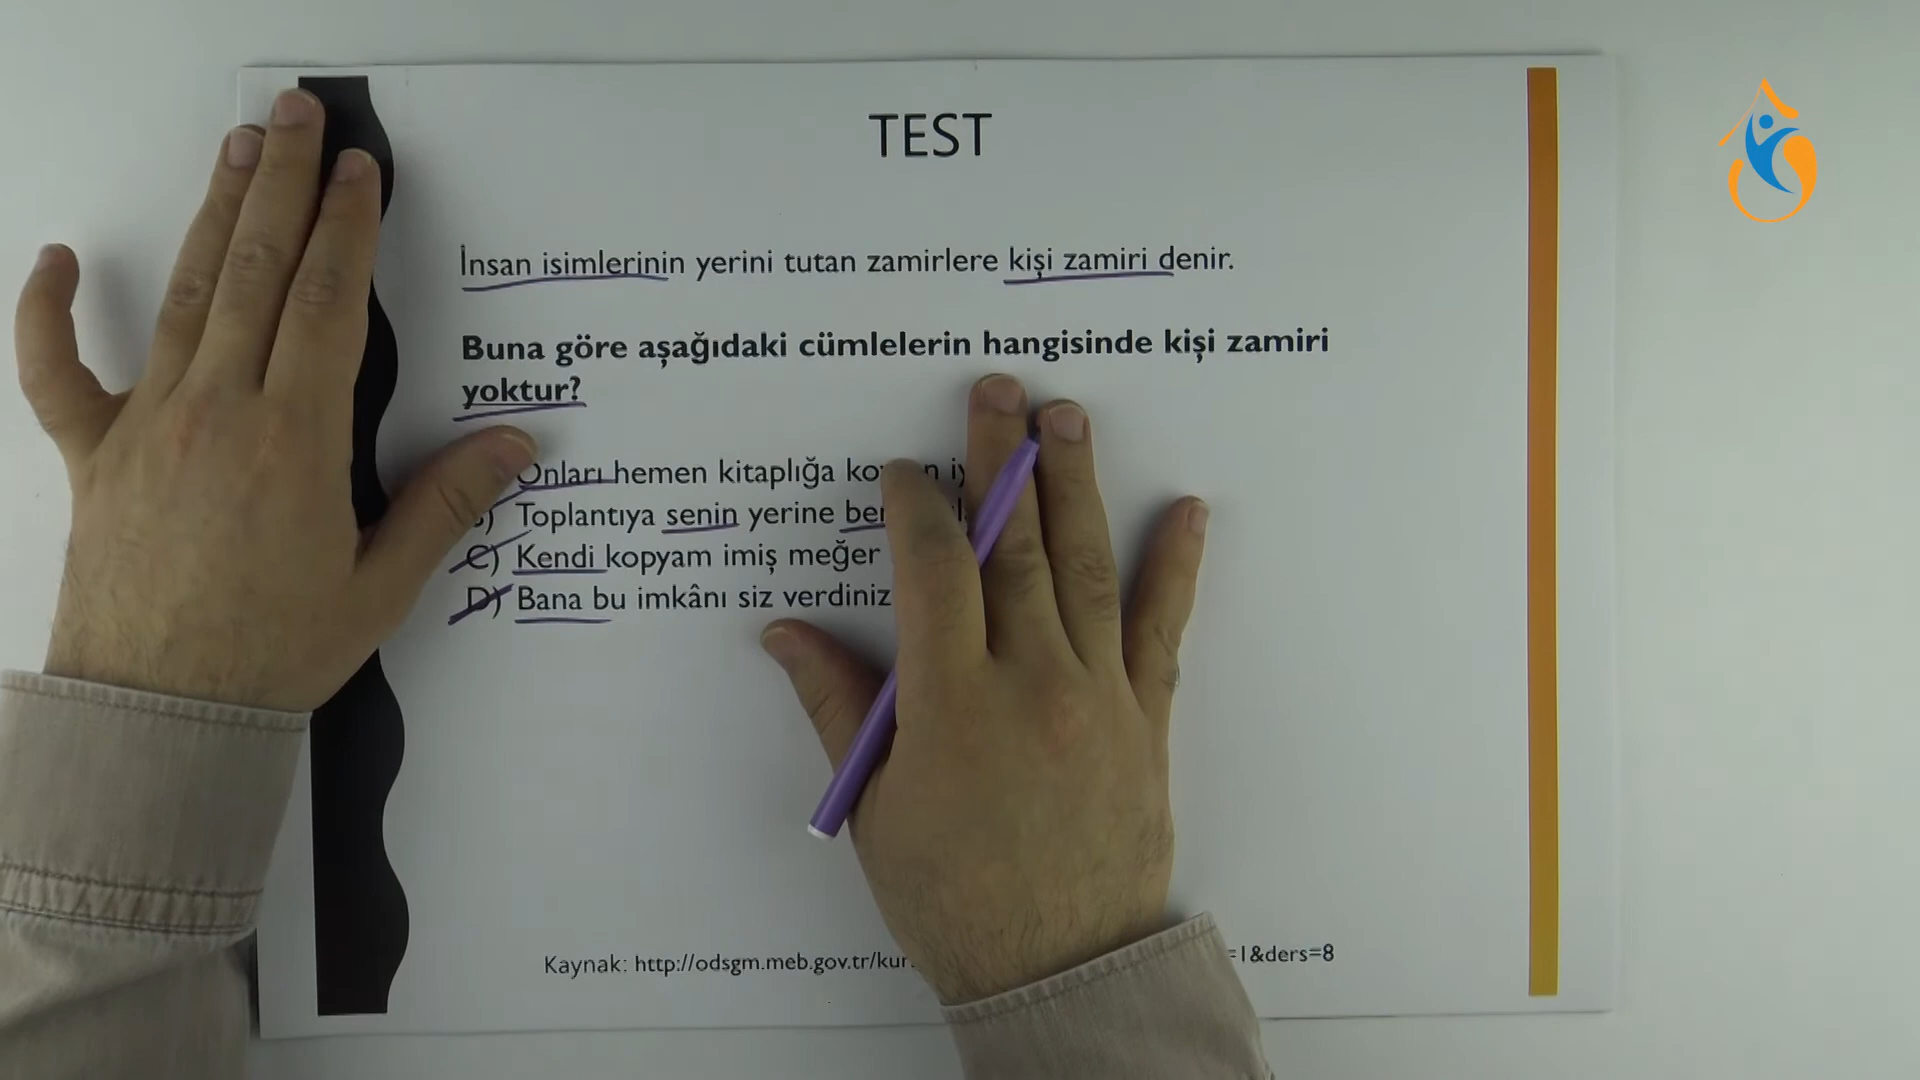 TEST
İnsan isimlerinin yerini tutan zamirlere kişi zamiri denir.
Buna göre aşağıdaki cümlelerin hangisinde kişi zamiri
yoktur?
Onları hemen kitaplığa
Toplantıya senin yerine
C) Kendi kopyam imiş meğer
D) Bana bu imkânı siz verdiniz
Kaynak: http://odsgm.meb.gov.tr/kur =1&ders=8